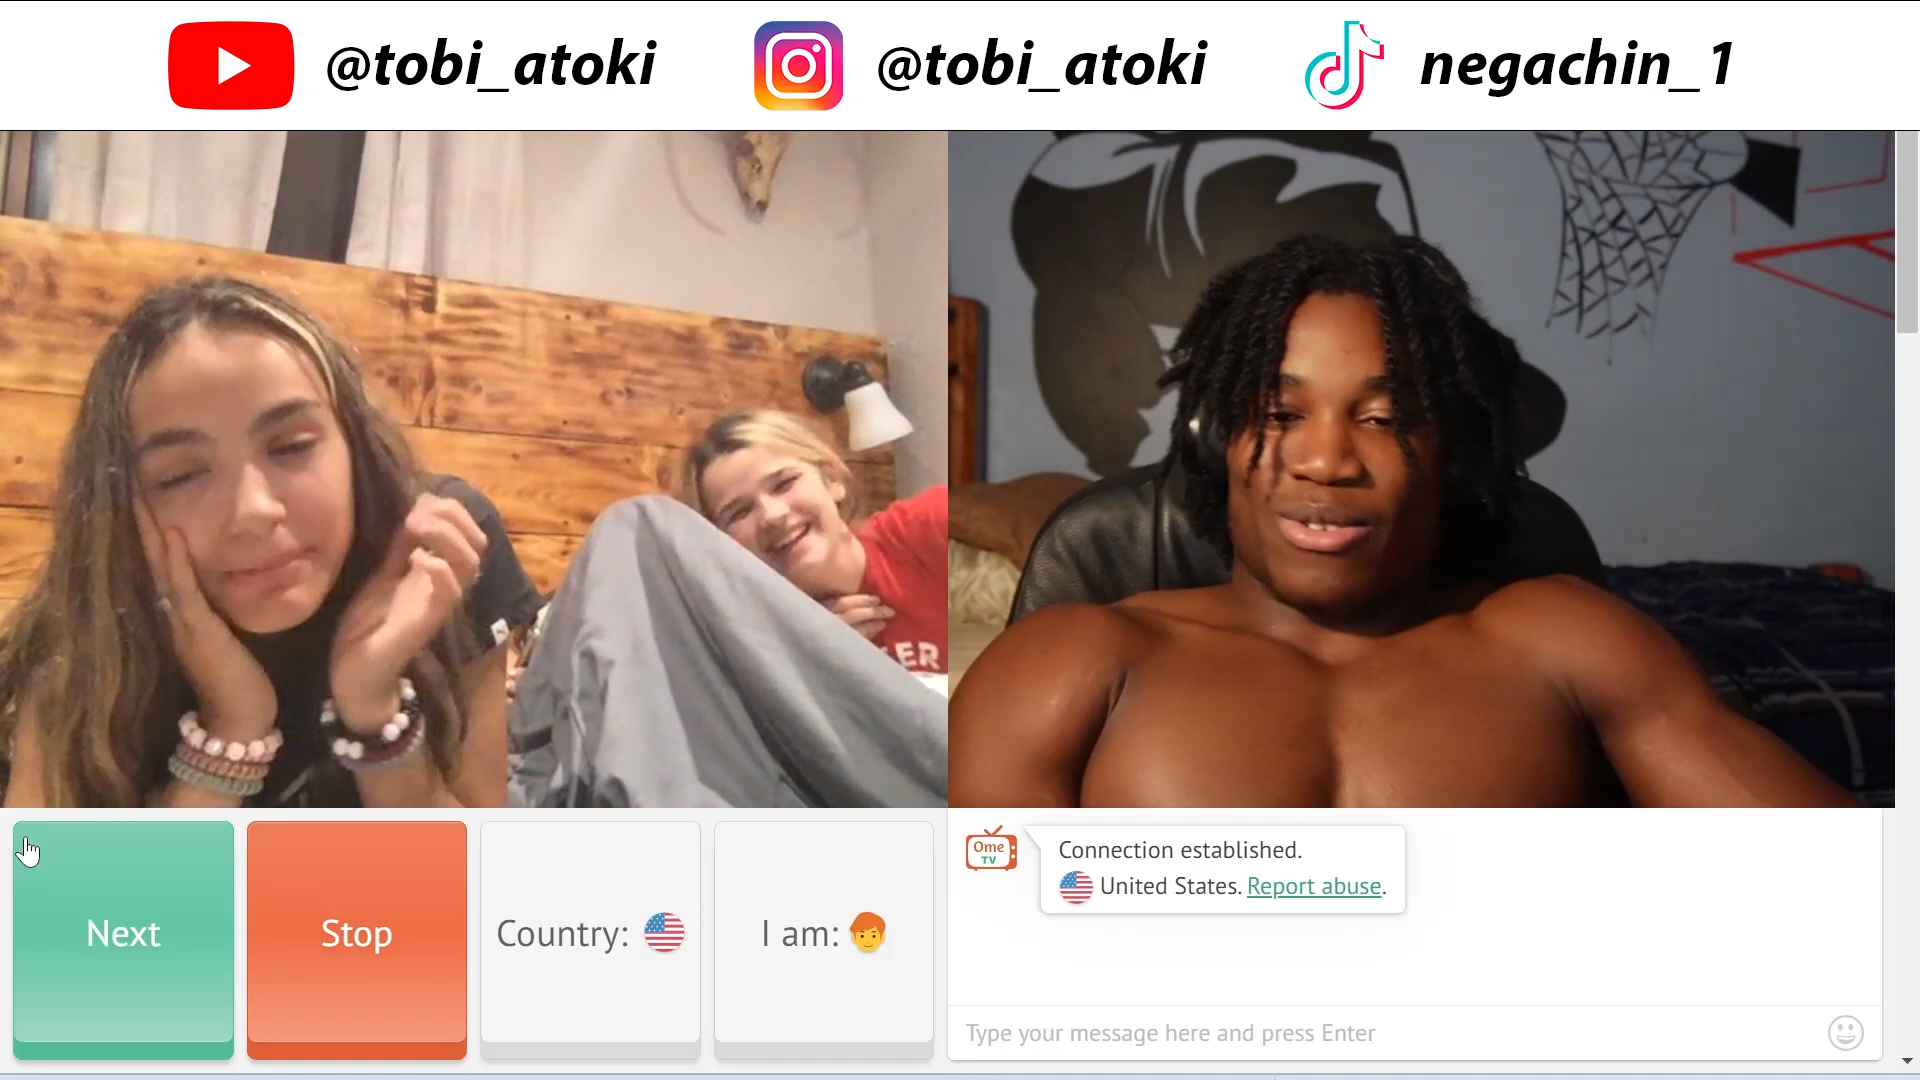 @tobi_atoki
@tobi_atoki
negachin_1
ER
Next
Stop
Country:
I am:
Ome
TV
Connection established.
United States. Report abuse.
Type your message here and press Enter